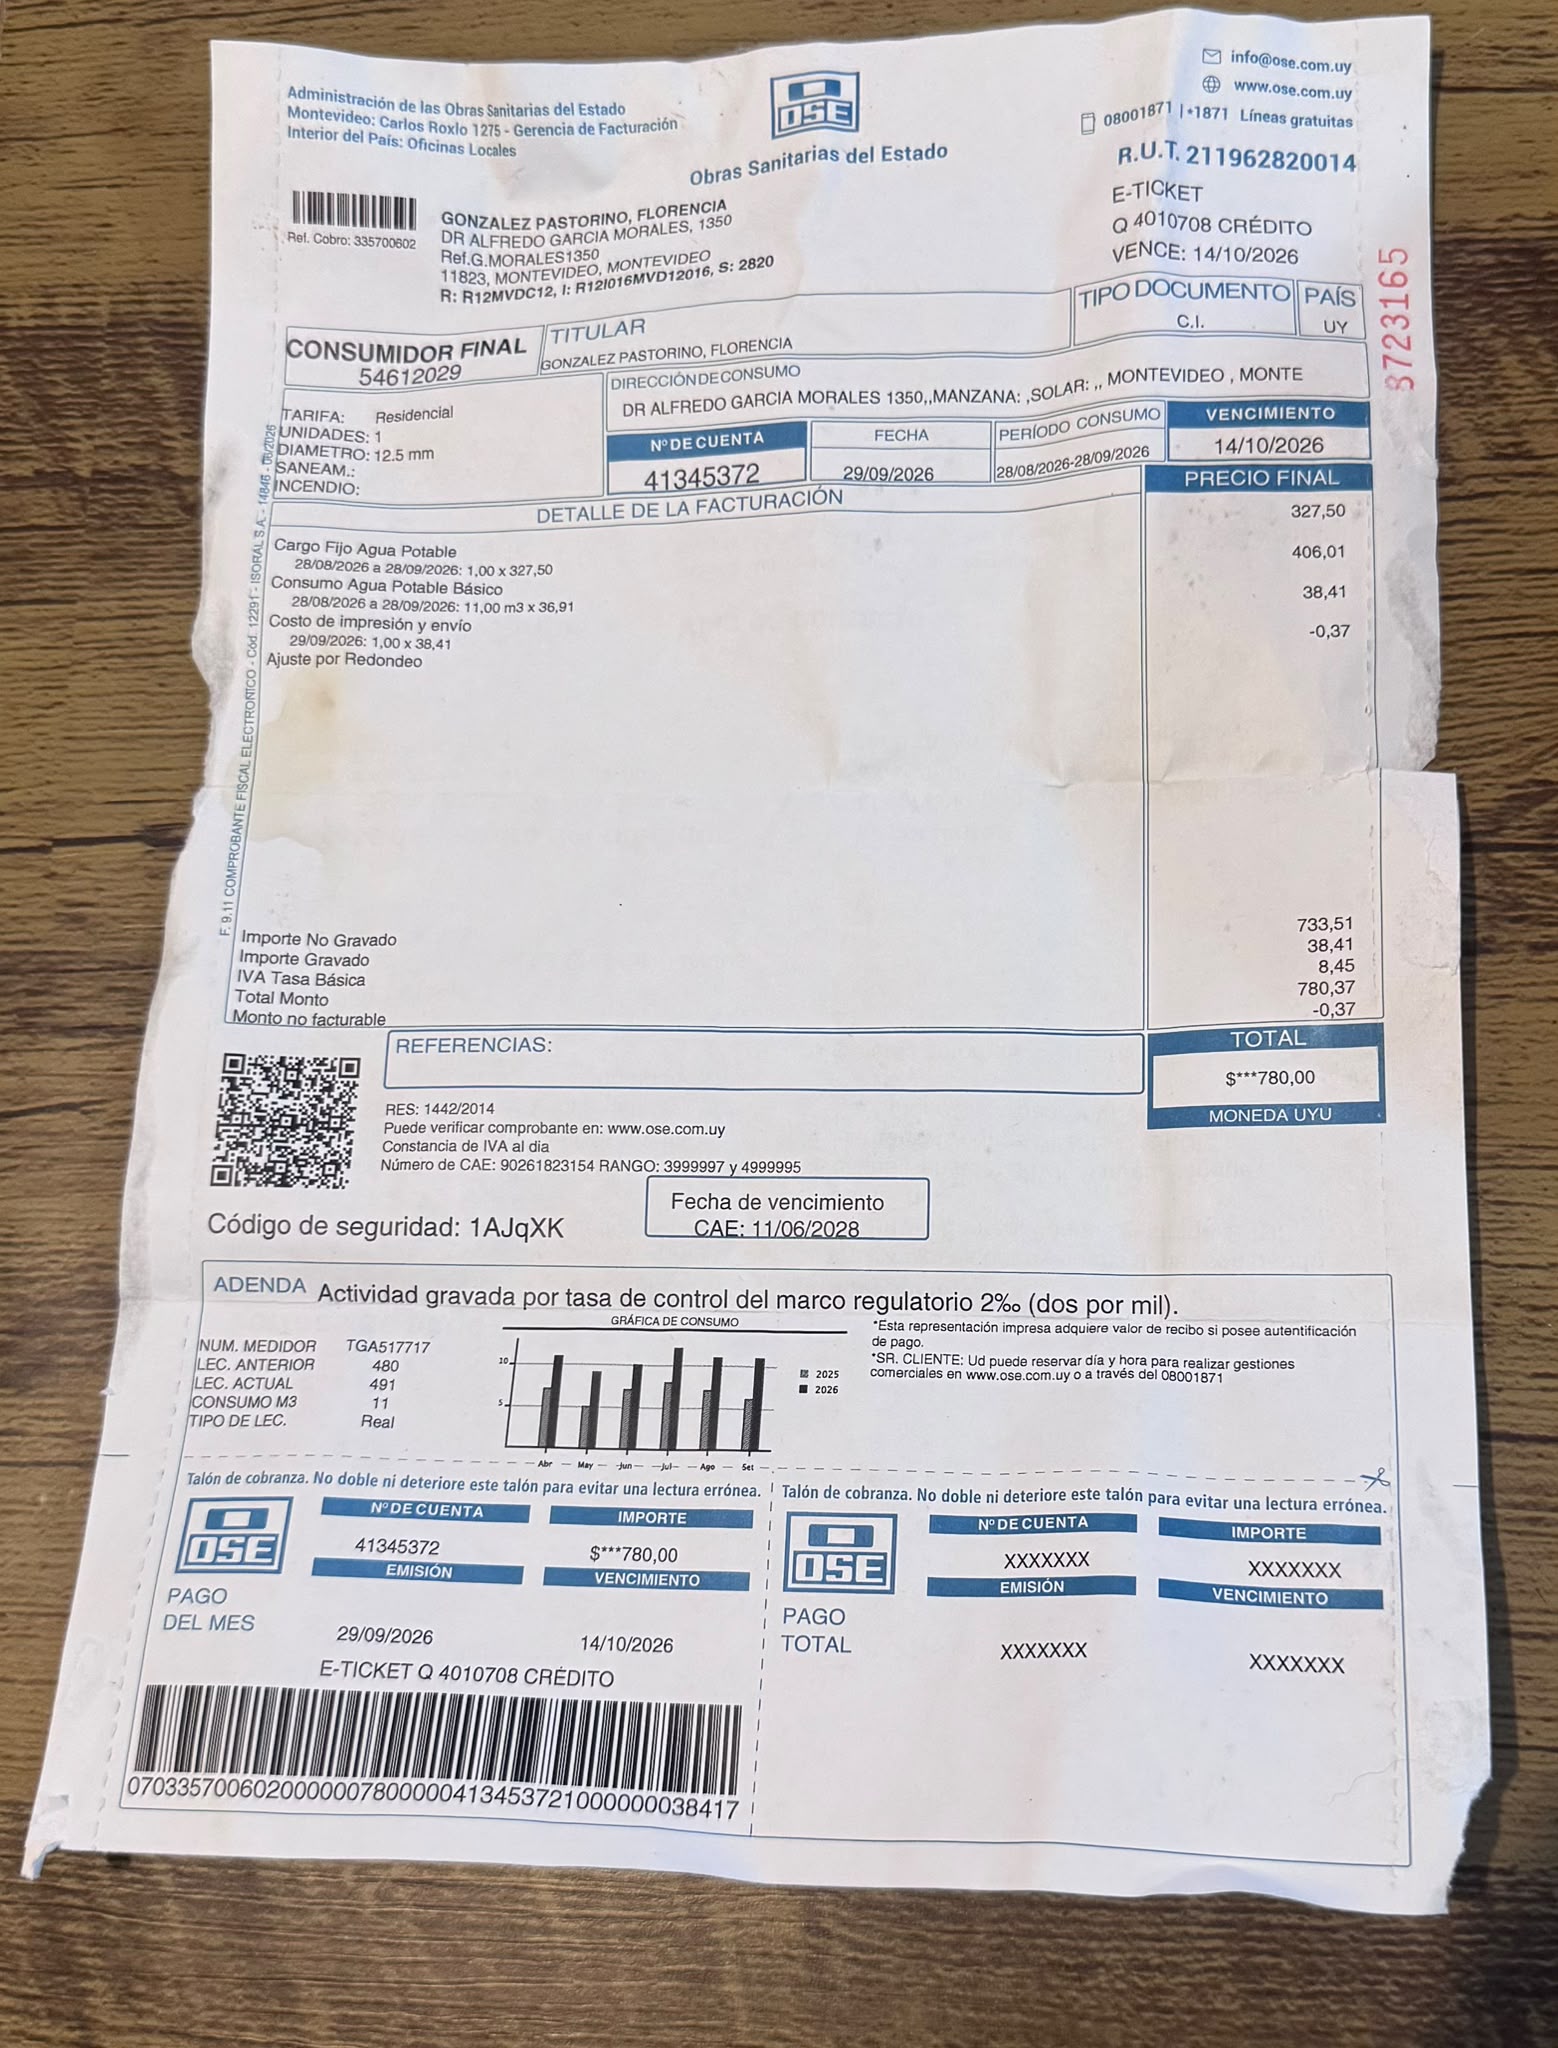 Administración de las Obras Sanitarias del Estado
Montevideo: Carlos Roxlo 1275 - Gerencia de Facturación
Interior del País: Oficinas Locales
OSE
Obras Sanitarias del Estado
info@ose.com.uy
www.ose.com.uy
08001871 | *1871 Líneas gratuitas
R.U.T. 211962820014
E-TICKET
Q 4010708 CRÉDITO
VENCE: 14/10/2026
Ref. Cobro: 335700602
GONZALEZ PASTORINO, FLORENCIA
DR ALFREDO GARCIA MORALES, 1350
Ref.G.MORALES1350
11823, MONTEVIDEO, MONTEVIDEO
R: R12MVDC12, I: R12I016MVD12016, S: 2820
8723165
CONSUMIDOR FINAL
54612029
TITULAR
GONZALEZ PASTORINO, FLORENCIA
TIPO DOCUMENTO
C.I.
PAÍS
UY
TARIFA: Residencial
UNIDADES: 1
DIAMETRO: 12.5 mm
SANEAM.:
INCENDIO:
DIRECCIÓN DE CONSUMO
DR ALFREDO GARCIA MORALES 1350,,MANZANA: ,SOLAR: ,, MONTEVIDEO , MONTE
Nº DE CUENTA
41345372
FECHA
29/09/2026
PERÍODO CONSUMO
28/08/2026-28/09/2026
VENCIMIENTO
14/10/2026
F. 9.11 COMPROBANTE FISCAL ELECTRONICO - Cód. 12291 - ISORAL S.A. - 14846 - 06/2026
DETALLE DE LA FACTURACIÓN
PRECIO FINAL
Cargo Fijo Agua Potable 327,50
28/08/2026 a 28/09/2026: 1,00 x 327,50
Consumo Agua Potable Básico 406,01
28/08/2026 a 28/09/2026: 11,00 m3 x 36,91
Costo de impresión y envío 38,41
29/09/2026: 1,00 x 38,41
Ajuste por Redondeo -0,37
Importe No Gravado 733,51
Importe Gravado 38,41
IVA Tasa Básica 8,45
Total Monto 780,37
Monto no facturable -0,37
REFERENCIAS:
TOTAL
$***780,00
MONEDA UYU
RES: 1442/2014
Puede verificar comprobante en: www.ose.com.uy
Constancia de IVA al dia
Número de CAE: 90261823154 RANGO: 3999997 y 4999995
Fecha de vencimiento
CAE: 11/06/2028
Código de seguridad: 1AJqXK
ADENDA Actividad gravada por tasa de control del marco regulatorio 2‰ (dos por mil).
NUM. MEDIDOR TGA517717
LEC. ANTERIOR 480
LEC. ACTUAL 491
CONSUMO M3 11
TIPO DE LEC. Real
GRÁFICA DE CONSUMO
10
5
Abr May Jun Jul Ago Set
2025
2026
*Esta representación impresa adquiere valor de recibo si posee autentificación
de pago.
*SR. CLIENTE: Ud puede reservar día y hora para realizar gestiones
comerciales en www.ose.com.uy o a través del 08001871
Talón de cobranza. No doble ni deteriore este talón para evitar una lectura errónea.
OSE
Nº DE CUENTA
41345372
IMPORTE
$***780,00
PAGO
DEL MES
EMISIÓN
29/09/2026
VENCIMIENTO
14/10/2026
E-TICKET Q 4010708 CRÉDITO
0703357006020000007800000413453721000000038417
Talón de cobranza. No doble ni deteriore este talón para evitar una lectura errónea.
OSE
Nº DE CUENTA
XXXXXXX
IMPORTE
XXXXXXX
PAGO
TOTAL
EMISIÓN
XXXXXXX
VENCIMIENTO
XXXXXXX